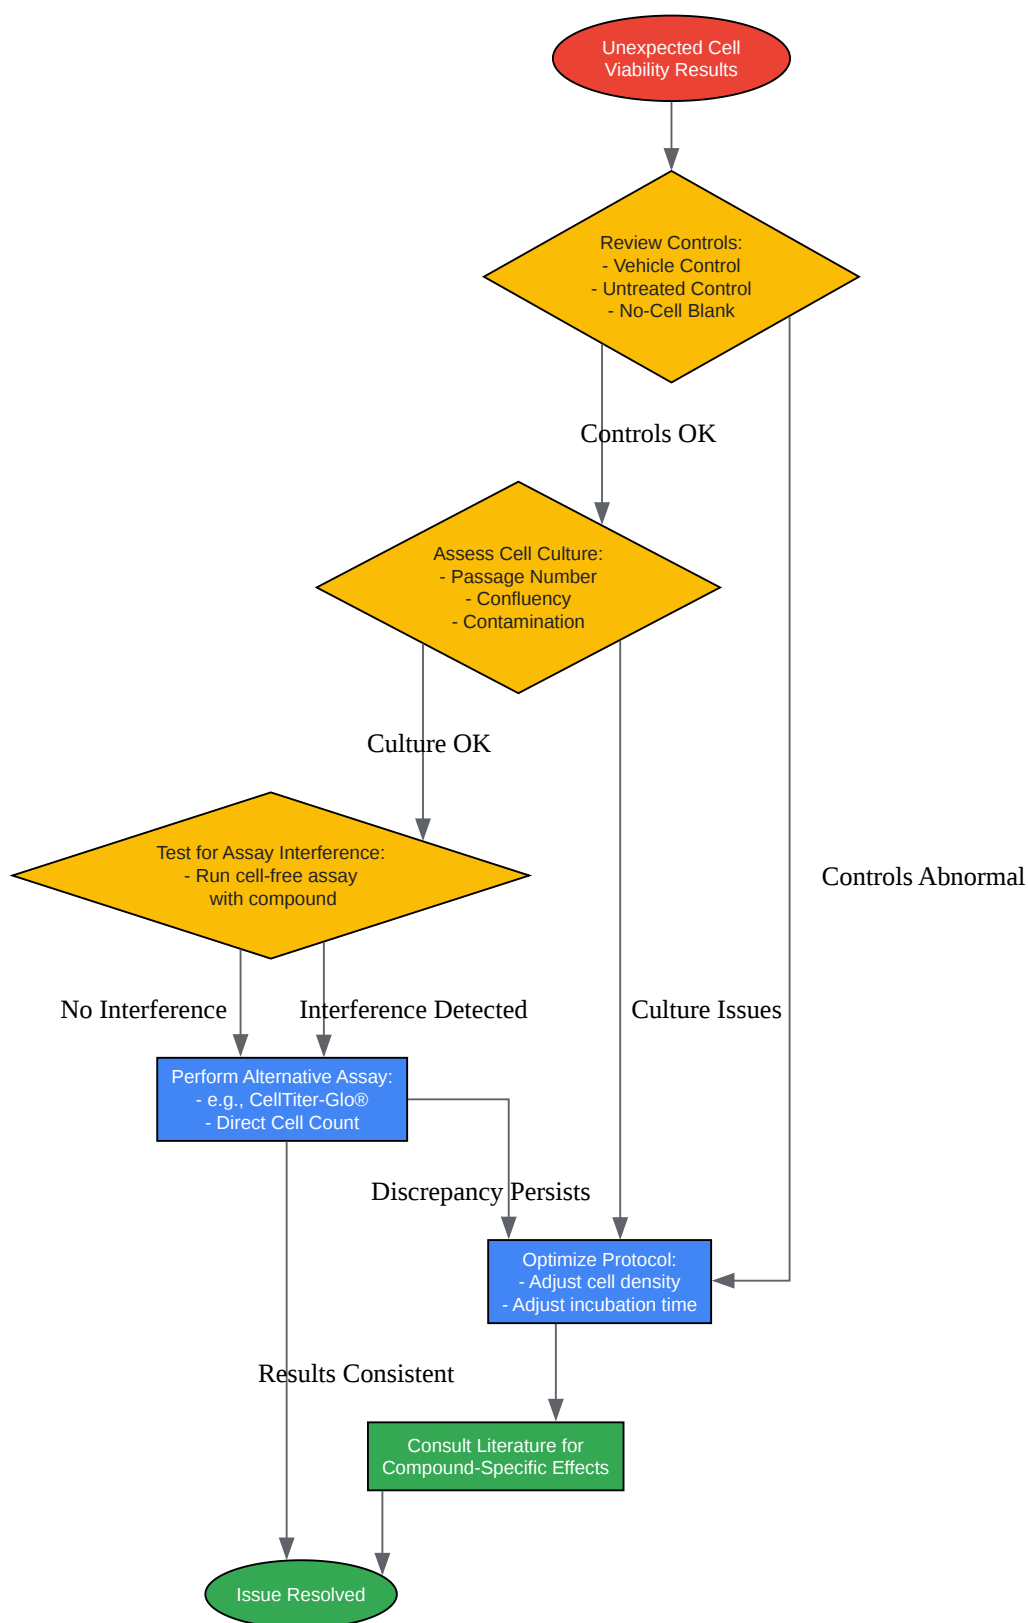 Unexpected Cell
Viability Results
Review Controls:
- Vehicle Control
- Untreated Control
- No-Cell Blank
Controls OK
Assess Cell Culture:
- Passage Number
- Confluency
- Contamination
Culture OK
Test for Assay Interference:
- Run cell-free assay
with compound
Controls Abnormal
No Interference
Interference Detected
Culture Issues
Perform Alternative Assay:
- e.g., CellTiter-Glo®
- Direct Cell Count
Discrepancy Persists
Optimize Protocol:
- Adjust cell density
- Adjust incubation time
Results Consistent
Consult Literature for
Compound-Specific Effects
Issue Resolved